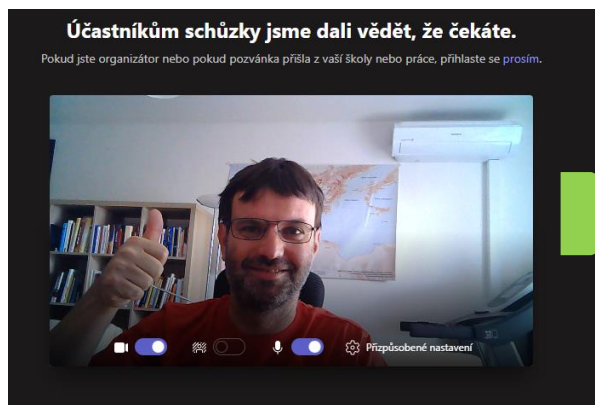 Účastníkům schůzky jsme dali vědět, že čekáte.
Pokud jste organizátor nebo pokud pozvánka přišla z vaší školy nebo práce, přihlaste se prosím.
Přizpůsobené nastavení